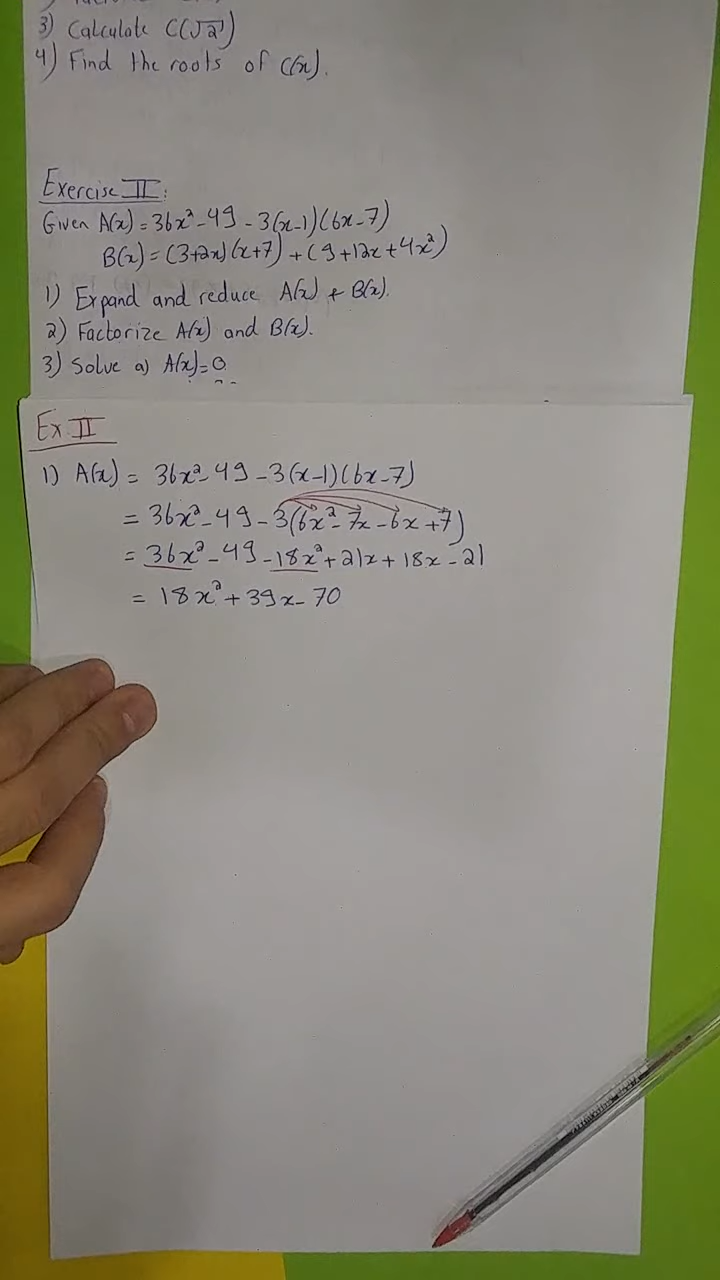 3) Calculate C(√2)
4) Find the roots of C(x).
Exercise II:
Given A(x) = 36x² - 49 - 3(x-1)(6x-7)
B(x) = (3+2x)(x+7) + (9+12x+4x²)
1) Expand and reduce A(x) & B(x).
2) Factorize A(x) and B(x).
3) Solve a) A(x)=0
Ex II
1) A(x) = 36x² - 49 - 3(x-1)(6x-7)
= 36x² - 49 - 3(6x² - 7x - 6x + 7)
= 36x² - 49 - 18x² + 21x + 18x - 21
= 18x² + 39x - 70